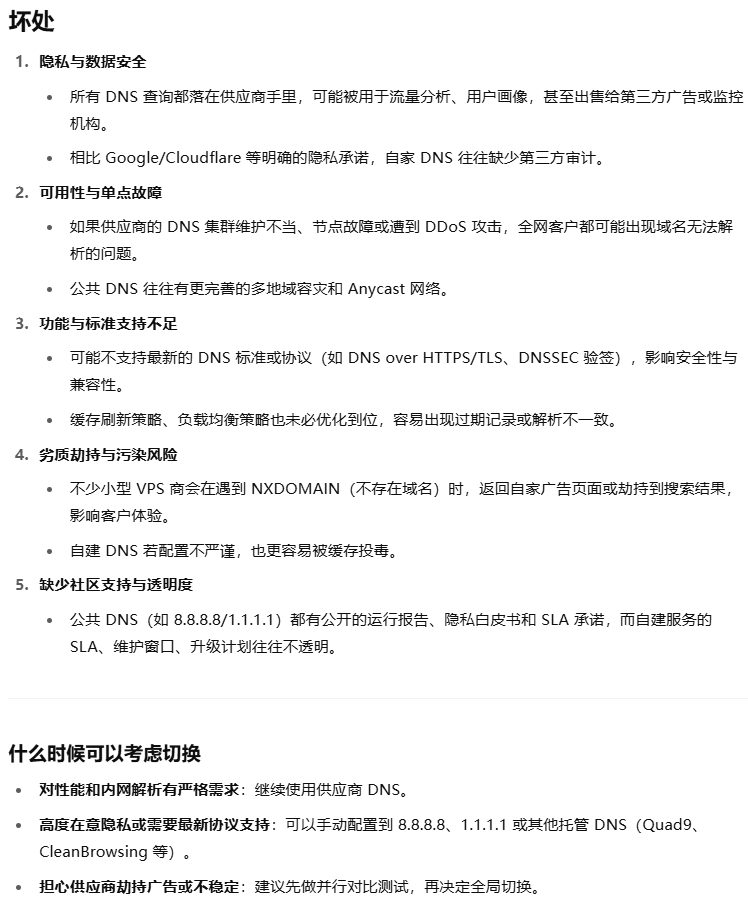 坏处
1. 隐私与数据安全
• 所有 DNS 查询都落在供应商手里，可能被用于流量分析、用户画像，甚至出售给第三方广告或监控
机构。
• 相比 Google/Cloudflare 等明确的隐私承诺，自家 DNS 往往缺少第三方审计。
2. 可用性与单点故障
• 如果供应商的 DNS 集群维护不当、节点故障或遭到 DDoS 攻击，全网客户都可能出现域名无法解
析的问题。
• 公共 DNS 往往有更完善的多地域容灾和 Anycast 网络。
3. 功能与标准支持不足
• 可能不支持最新的 DNS 标准或协议（如 DNS over HTTPS/TLS、DNSSEC 验签），影响安全性与
兼容性。
• 缓存刷新策略、负载均衡策略也未必优化到位，容易出现过期记录或解析不一致。
4. 劣质劫持与污染风险
• 不少小型 VPS 商会在遇到 NXDOMAIN（不存在域名）时，返回自家广告页面或劫持到搜索结果，
影响客户体验。
• 自建 DNS 若配置不严谨，也更容易被缓存投毒。
5. 缺少社区支持与透明度
• 公共 DNS（如 8.8.8.8/1.1.1.1）都有公开的运行报告、隐私白皮书和 SLA 承诺，而自建服务的
SLA、维护窗口、升级计划往往不透明。
什么时候可以考虑切换
• 对性能和内网解析有严格需求：继续使用供应商 DNS。
• 高度在意隐私或需要最新协议支持：可以手动配置到 8.8.8.8、1.1.1.1 或其他托管 DNS（Quad9、
CleanBrowsing 等）。
• 担心供应商劫持广告或不稳定：建议先做并行对比测试，再决定全局切换。